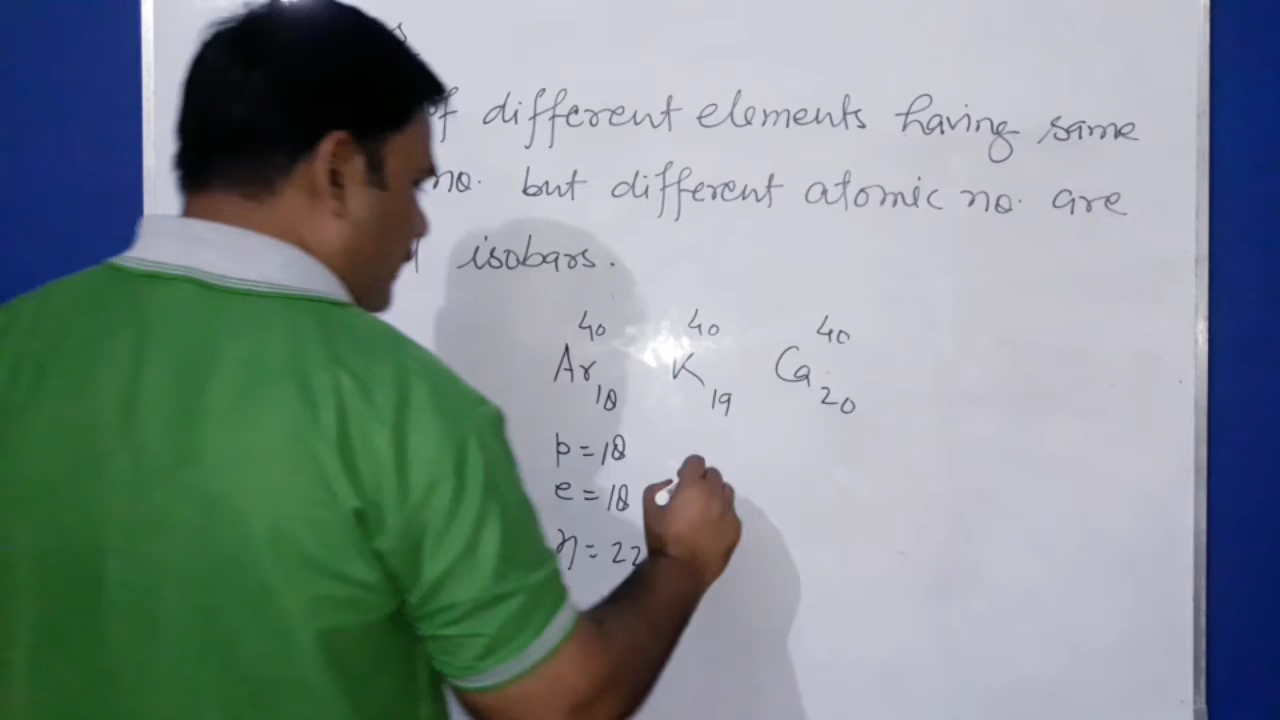 of different elements having same
no. but different atomic no. are
isobars.
40 40 40
Ar K Ca
18 19 20
p = 18
e = 18
η = 22